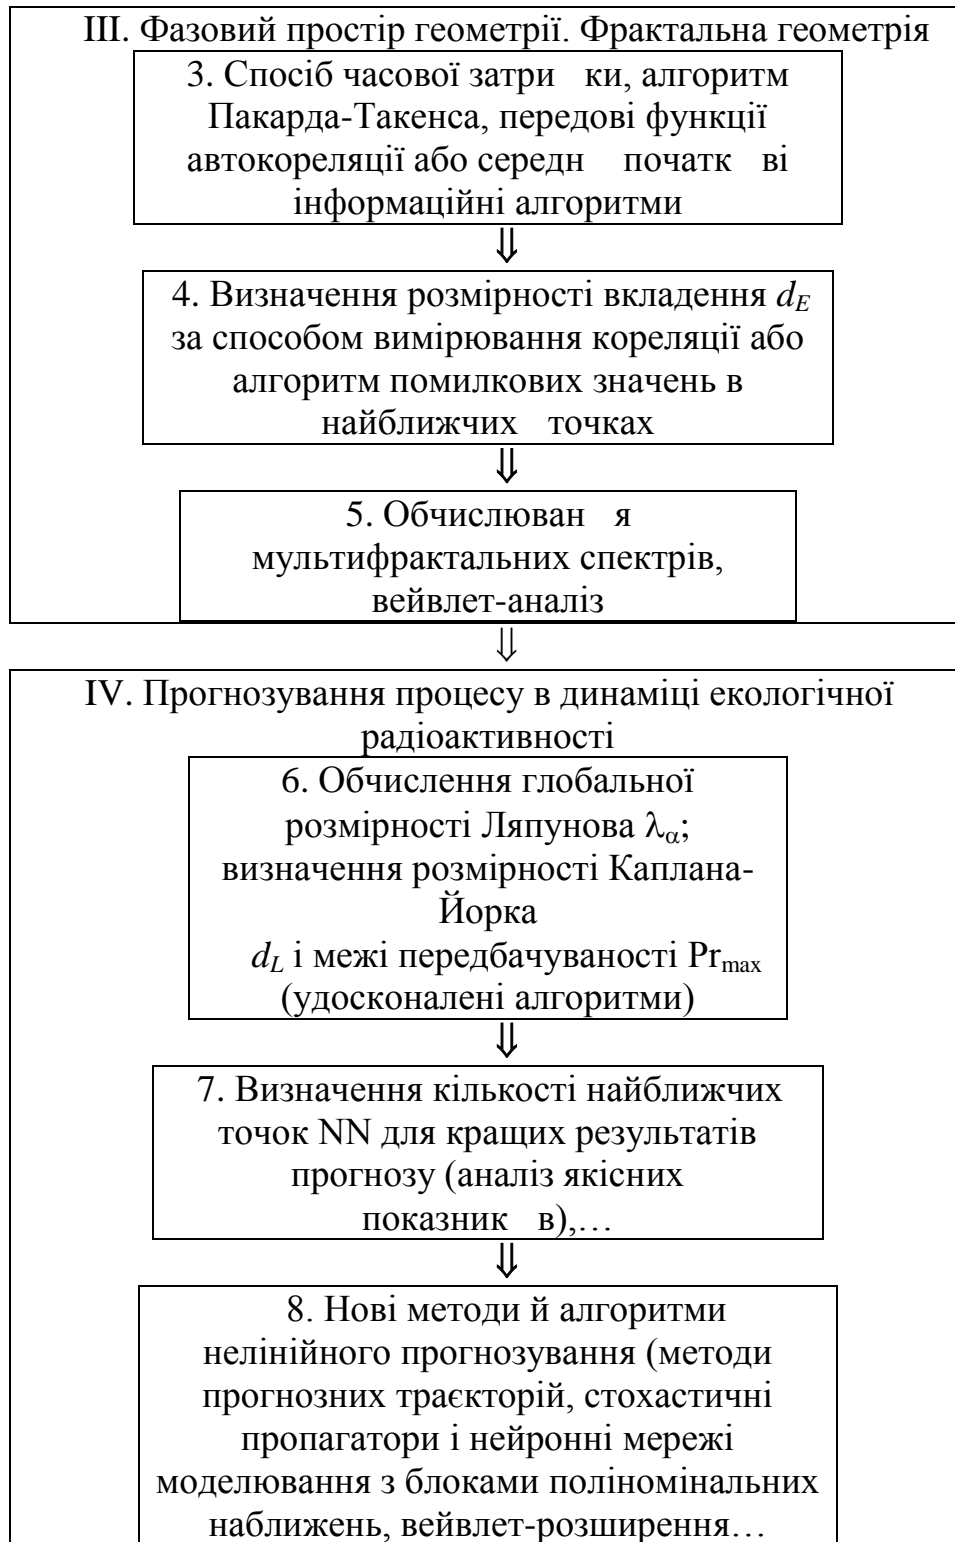 III. Фазовий простір геометрії. Фрактальна геометрія
3. Спосіб часової затри ки, алгоритм
Пакарда-Такенса, передові функції
автокореляції або середн початк ві
інформаційні алгоритми
⇓
4. Визначення розмірності вкладення dE
за способом вимірювання кореляції або
алгоритм помилкових значень в
найближчих точках
⇓
5. Обчислюван я
мультифрактальних спектрів,
вейвлет-аналіз
⇓
IV. Прогнозування процесу в динаміці екологічної
радіоактивності
6. Обчислення глобальної
розмірності Ляпунова λα;
визначення розмірності Каплана-
Йорка
dL і межі передбачуваності Prmax
(удосконалені алгоритми)
⇓
7. Визначення кількості найближчих
точок NN для кращих результатів
прогнозу (аналіз якісних
показник в),…
⇓
8. Нові методи й алгоритми
нелінійного прогнозування (методи
прогнозних траєкторій, стохастичні
пропагатори і нейронні мережі
моделювання з блоками поліномінальних
наближень, вейвлет-розширення…